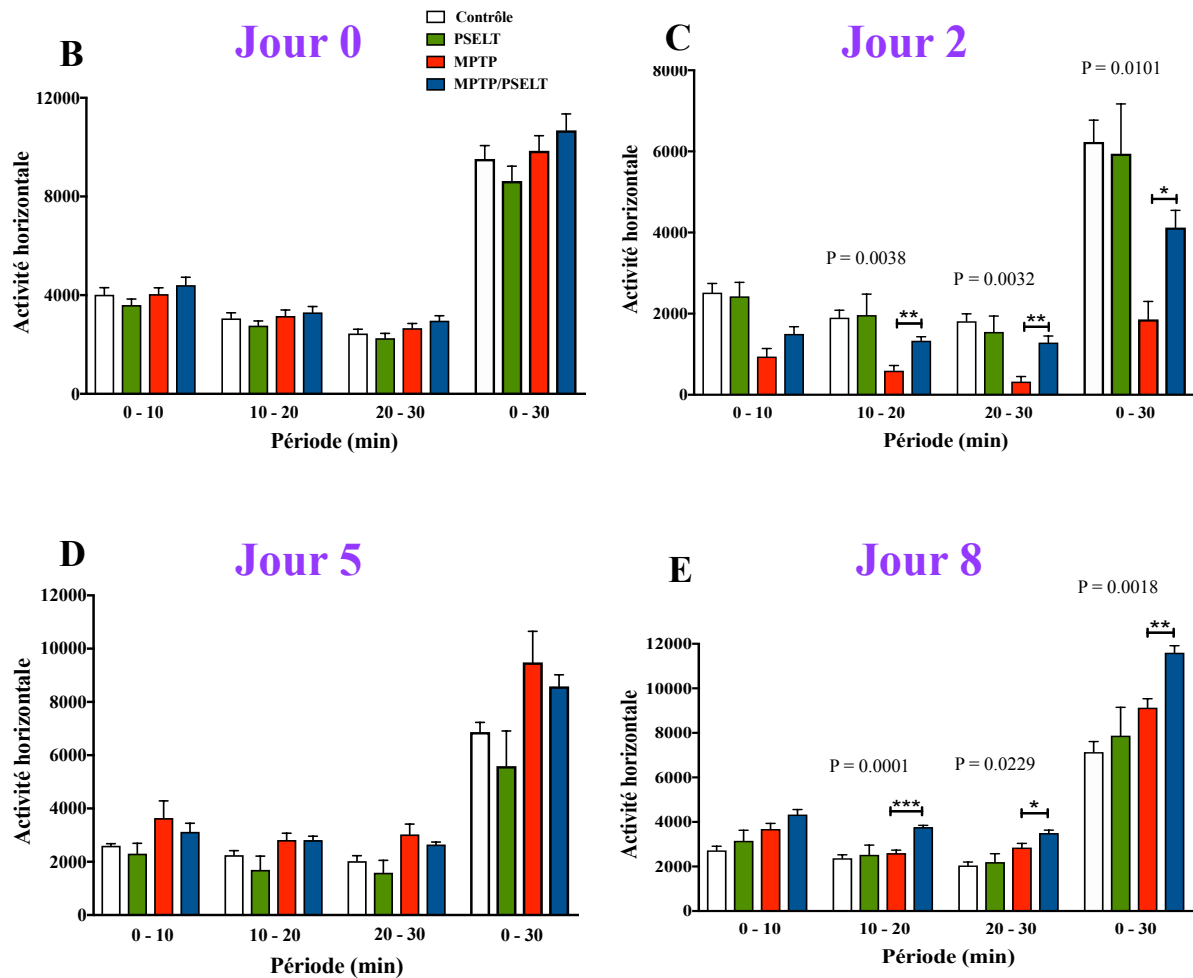 B
Jour 0
Contrôle
PSELT
MPTP
MPTP/PSELT
Activité horizontale
12000
8000
4000
0
0 - 10
10 - 20
20 - 30
0 - 30
Période (min)
C
Jour 2
P = 0.0101
P = 0.0038
P = 0.0032
**
**
*
Activité horizontale
8000
6000
4000
2000
0
0 - 10
10 - 20
20 - 30
0 - 30
Période (min)
D
Jour 5
Activité horizontale
12000
10000
8000
6000
4000
2000
0
0 - 10
10 - 20
20 - 30
0 - 30
Période (min)
E
Jour 8
P = 0.0018
P = 0.0001
P = 0.0229
***
*
**
Activité horizontale
12000
10000
8000
6000
4000
2000
0
0 - 10
10 - 20
20 - 30
0 - 30
Période (min)